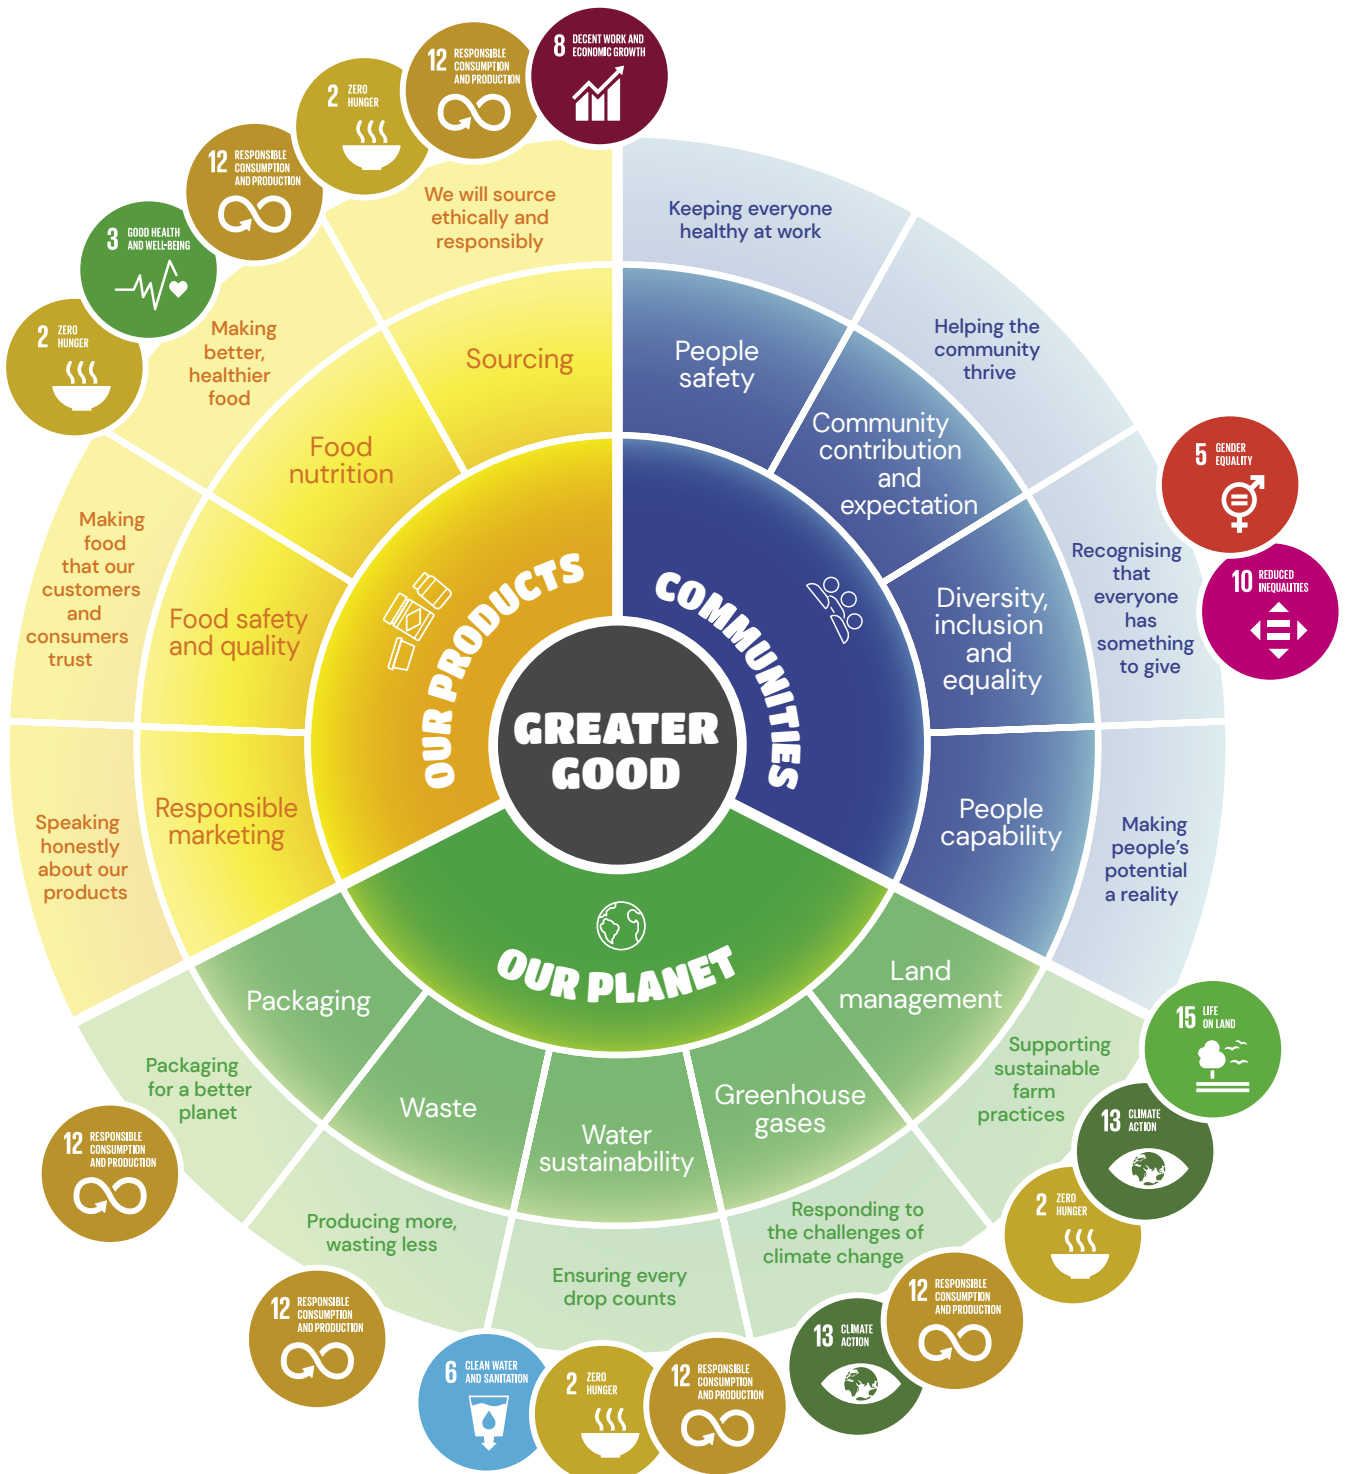 8 DECENT WORK AND
ECONOMIC GROWTH
12 RESPONSIBLE
CONSUMPTION
AND PRODUCTION
2 ZERO
HUNGER
12 RESPONSIBLE
CONSUMPTION
AND PRODUCTION
3 GOOD HEALTH
AND WELL-BEING
2 ZERO
HUNGER
We will source
ethically and
responsibly
Keeping everyone
healthy at work
Making
better,
healthier
food
Sourcing
People
safety
Helping the
community
thrive
Food
nutrition
Community
contribution
and
expectation
5 GENDER
EQUALITY
10 REDUCED
INEQUALITIES
Making
food
that our
customers
and
consumers
trust
Food safety
and quality
OUR PRODUCTS
COMMUNITIES
Diversity,
inclusion
and
equality
Recognising
that
everyone
has
something
to give
GREATER
GOOD
Speaking
honestly
about our
products
Responsible
marketing
People
capability
Making
people's
potential
a reality
OUR PLANET
Packaging
Land
management
Packaging
for a better
planet
Waste
Water
sustainability
Greenhouse
gases
Supporting
sustainable
farm
practices
15 LIFE
ON LAND
13 CLIMATE
ACTION
2 ZERO
HUNGER
12 RESPONSIBLE
CONSUMPTION
AND PRODUCTION
Producing more,
wasting less
Ensuring every
drop counts
Responding to
the challenges of
climate change
12 RESPONSIBLE
CONSUMPTION
AND PRODUCTION
12 RESPONSIBLE
CONSUMPTION
AND PRODUCTION
6 CLEAN WATER
AND SANITATION
2 ZERO
HUNGER
12 RESPONSIBLE
CONSUMPTION
AND PRODUCTION
13 CLIMATE
ACTION